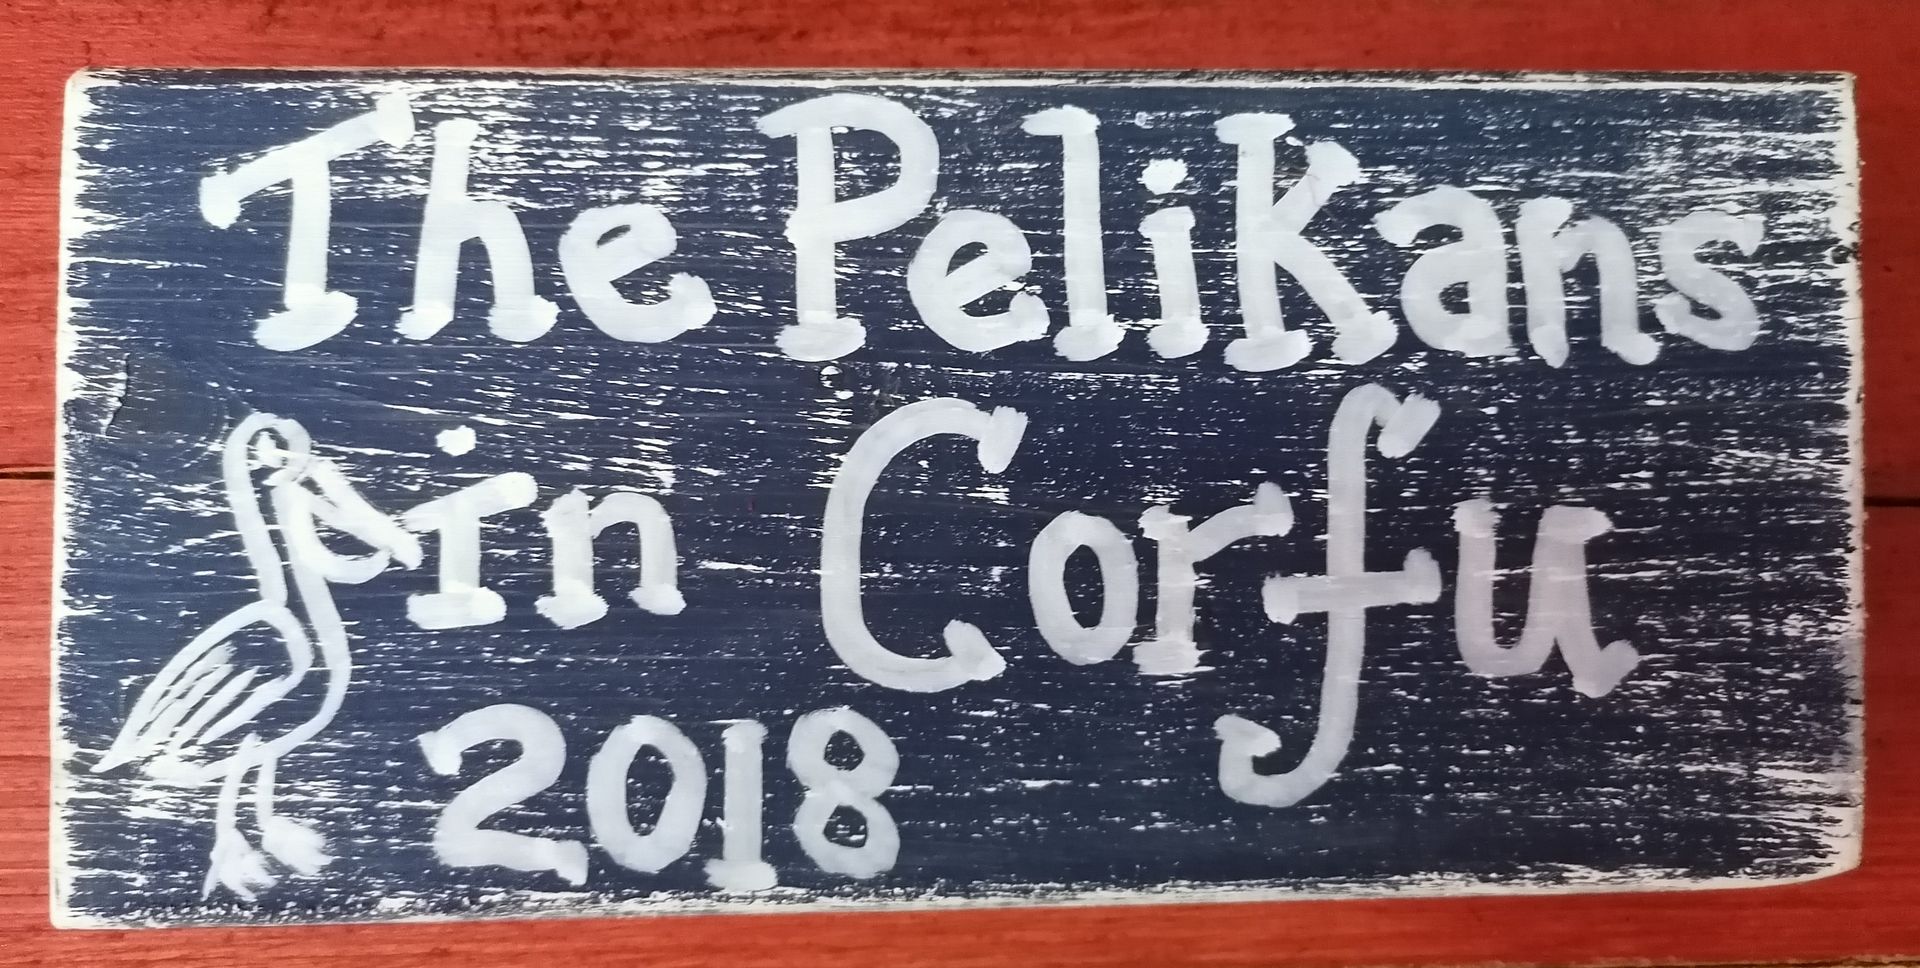 The Pelikans
in Corfu
2018